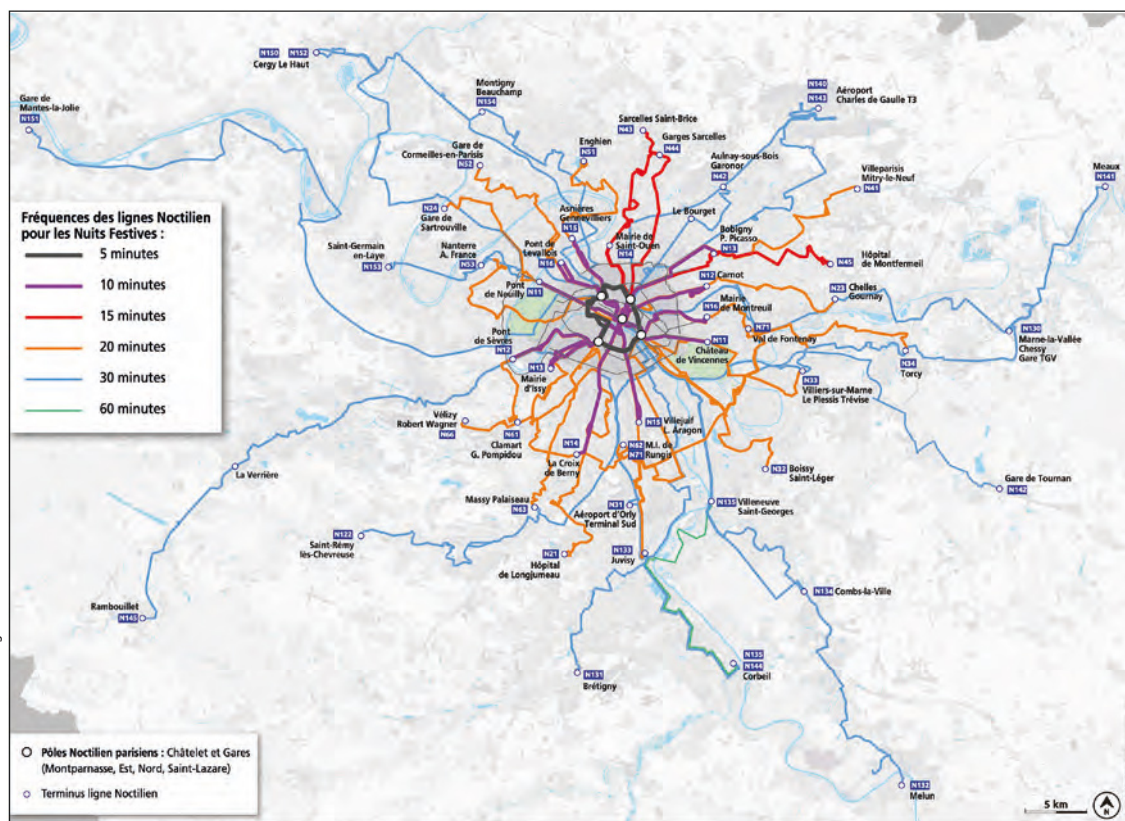 N150 N152
Cergy Le Haut
Gare de
Mantes-la-Jolie
N151
Montigny
Beauchamp
N154
Gare de
Cormeilles-en-Parisis
N52
Enghien
N51
Sarcelles Saint-Brice
N43
Garges Sarcelles
N44
Aulnay-sous-Bois
Garonor
N42
N140
N143
Aéroport
Charles de Gaulle T3
Villeparisis
Mitry-le-Neuf
N41
Meaux
N141
Fréquences des lignes Noctilien
pour les Nuits Festives :
5 minutes
10 minutes
15 minutes
20 minutes
30 minutes
60 minutes
N24
Gare de
Sartrouville
Saint-Germain
en-Laye
N153
Nanterre
A. France
N53
Asnières
Gennevilliers
N15
Pont de
Levallois
N16
Pont
de Neuilly
N11
Mairie de
Saint-Ouen
N14
Le Bourget
Bobigny
P. Picasso
N13
N45
Hôpital
de Montfermeil
N12 Carnot
N16 Mairie
de Montreuil
N23 Chelles
Gournay
N71
Val de Fontenay
N11
Château
de Vincennes
N130
Marne-la-Vallée
Chessy
Gare TGV
N34
Torcy
N33
Villiers-sur-Marne
Le Plessis Trévise
Pont
de Sèvres
N12
N13
Mairie
d'Issy
Vélizy
Robert Wagner
N66
N61
Clamart
G. Pompidou
N14
La Croix
de Berny
N15 Villejuif
L. Aragon
N62
N71
M.I. de
Rungis
N32 Boissy
Saint-Léger
Gare de Tournan
N142
La Verrière
Massy Palaiseau
N63
N31
Aéroport d'Orly
Terminal Sud
N135 Villeneuve
Saint-Georges
N122
Saint-Rémy
lès-Chevreuse
N21
Hôpital
de Longjumeau
N133
Juvisy
N134 Combs-la-Ville
Rambouillet
N145
N131
Brétigny
N135
N144
Corbeil
N132
Melun
Pôles Noctilien parisiens : Châtelet et Gares
(Montparnasse, Est, Nord, Saint-Lazare)
Terminus ligne Noctilien
5 km
N